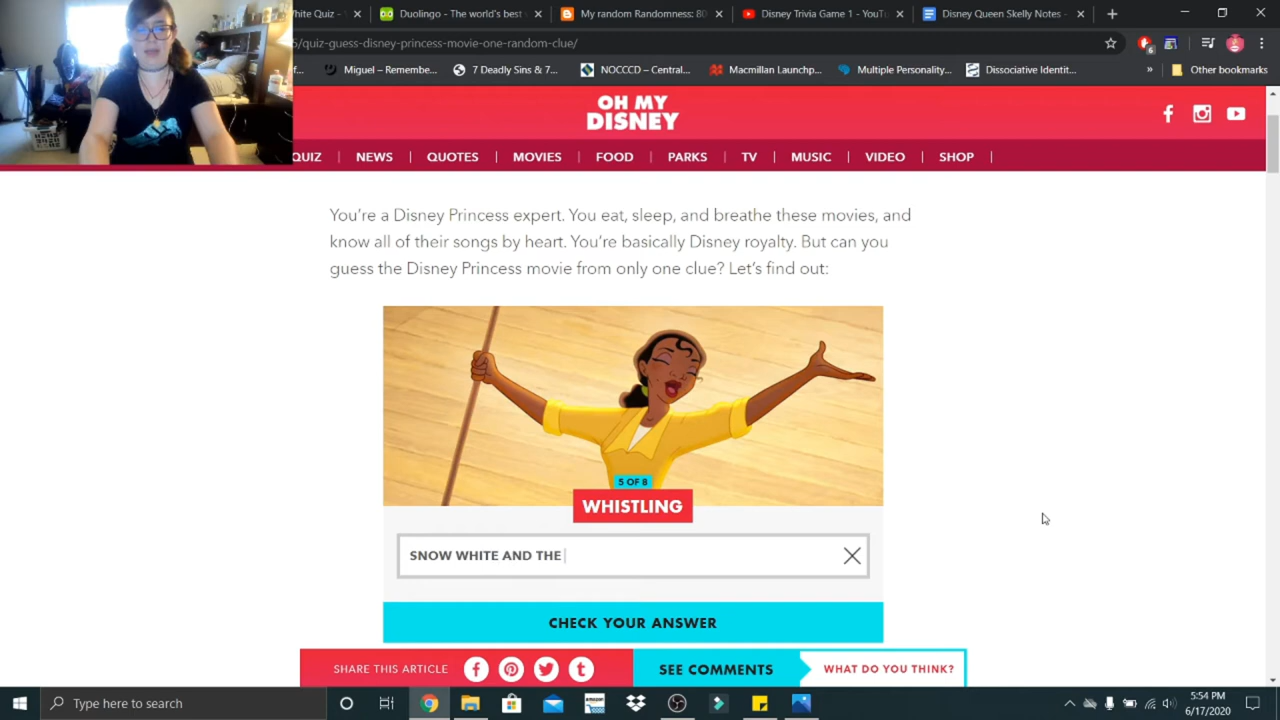 White Quiz -
Duolingo - The world's best
My random Randomness:
Disney Trivia Game 1 - YouTu
Disney Queen Skelly Notes -
/quiz-guess-disney-princess-movie-one-random-clue/
6
Miguel – Remembe...
7 Deadly Sins & 7...
NOCCCD – Central...
Macmillan Launchp...
Multiple Personality...
Dissociative Identit...
»
Other bookmarks
OH MY
DISNEY
QUIZ | NEWS | QUOTES | MOVIES | FOOD | PARKS | TV | MUSIC | VIDEO | SHOP |
You're a Disney Princess expert. You eat, sleep, and breathe these movies, and
know all of their songs by heart. You're basically Disney royalty. But can you
guess the Disney Princess movie from only one clue? Let's find out:
5 OF 8
WHISTLING
SNOW WHITE AND THE
CHECK YOUR ANSWER
SHARE THIS ARTICLE
SEE COMMENTS
WHAT DO YOU THINK?
Type here to search
5:54 PM
6/17/2020